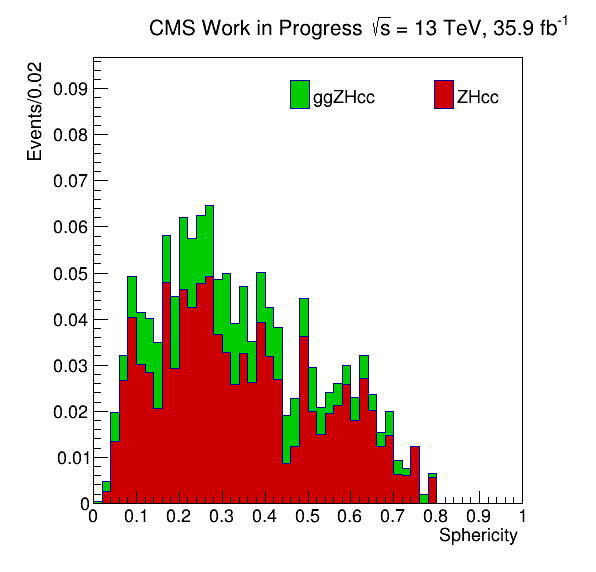 CMS Work in Progress √s = 13 TeV, 35.9 fb⁻¹
Events/0.02
ggZHcc ZHcc
0.09
0.08
0.07
0.06
0.05
0.04
0.03
0.02
0.01
0
0 0.1 0.2 0.3 0.4 0.5 0.6 0.7 0.8 0.9 1
Sphericity